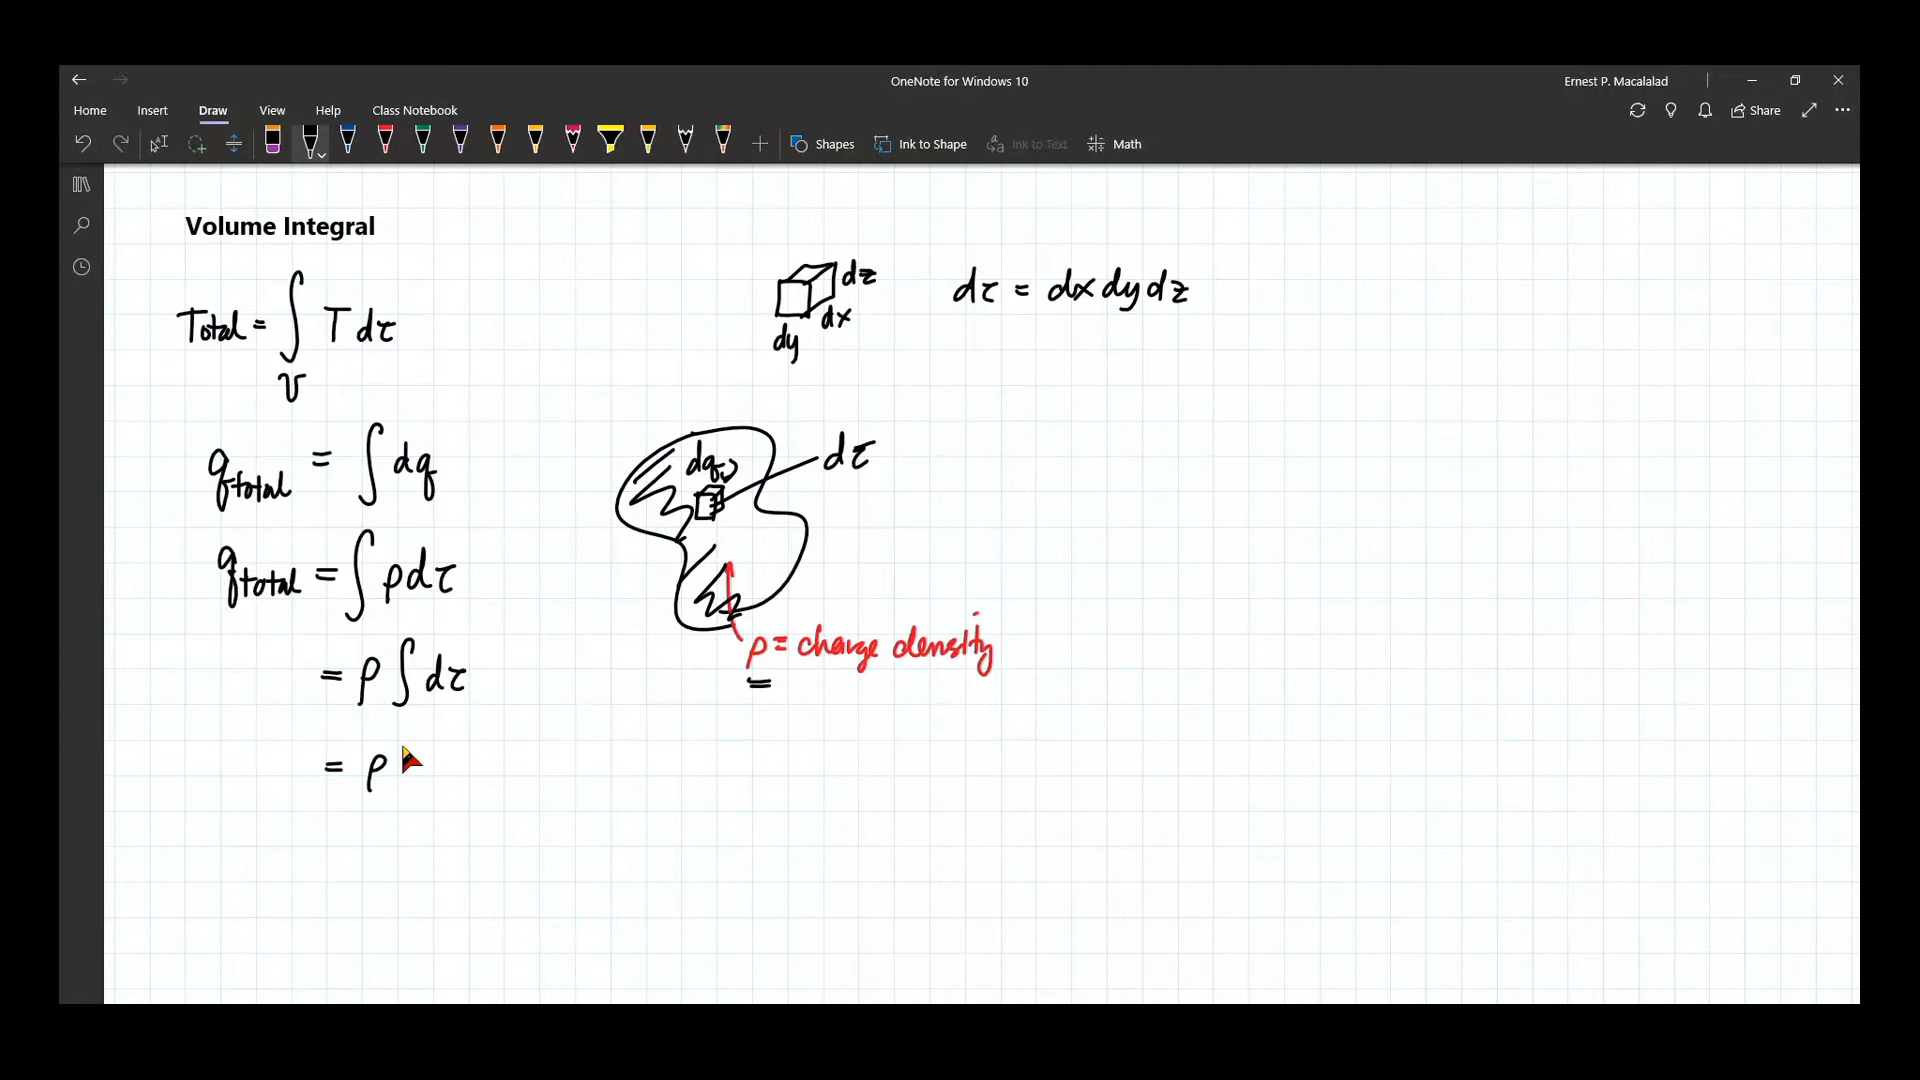 OneNote for Windows 10
Ernest P. Macalalad
Home Insert Draw View Help Class Notebook
Share
Shapes Ink to Shape Ink to Text Math
Volume Integral
Total = ∫ T dτ
V
dz
dx
dy
dτ = dx dy dz
q total = ∫ dq
dq
dτ
q total = ∫ ρ dτ
ρ = charge density
= ρ ∫ dτ
= ρ